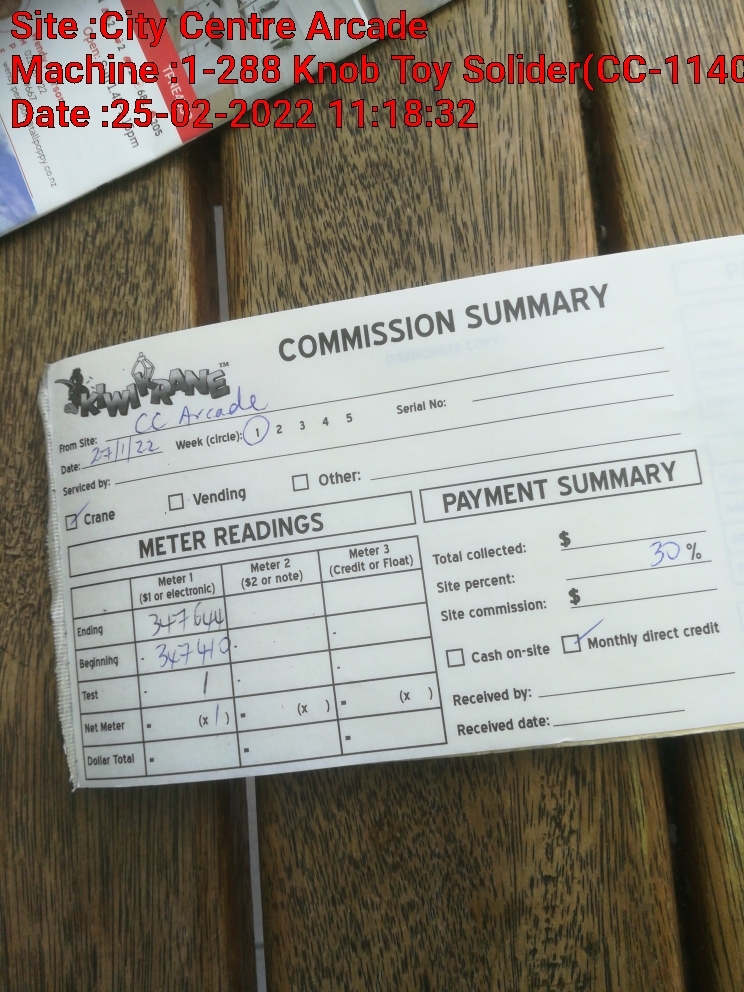 Site :City Centre Arcade
Machine :1-288 Knob Toy Solider(CC-1140
Date :25-02-2022 11:18:32
COMMISSION SUMMARY
KIWIKRANE™
From Site: CC Arcade
Date: 27/1/22 Week (circle): 1 2 3 4 5 Serial No:
Serviced by:
Crane Vending Other:
METER READINGS
Meter 1 ($1 or electronic) Meter 2 ($2 or note) Meter 3 (Credit or Float)
Ending 347644
Beginning - 347410 - -
Test - 1 - -
Net Meter = (x 1) = (x ) = (x )
Dollar Total = = =
PAYMENT SUMMARY
Total collected: $
Site percent: 30 %
Site commission: $
Cash on-site Monthly direct credit
Received by:
Received date: